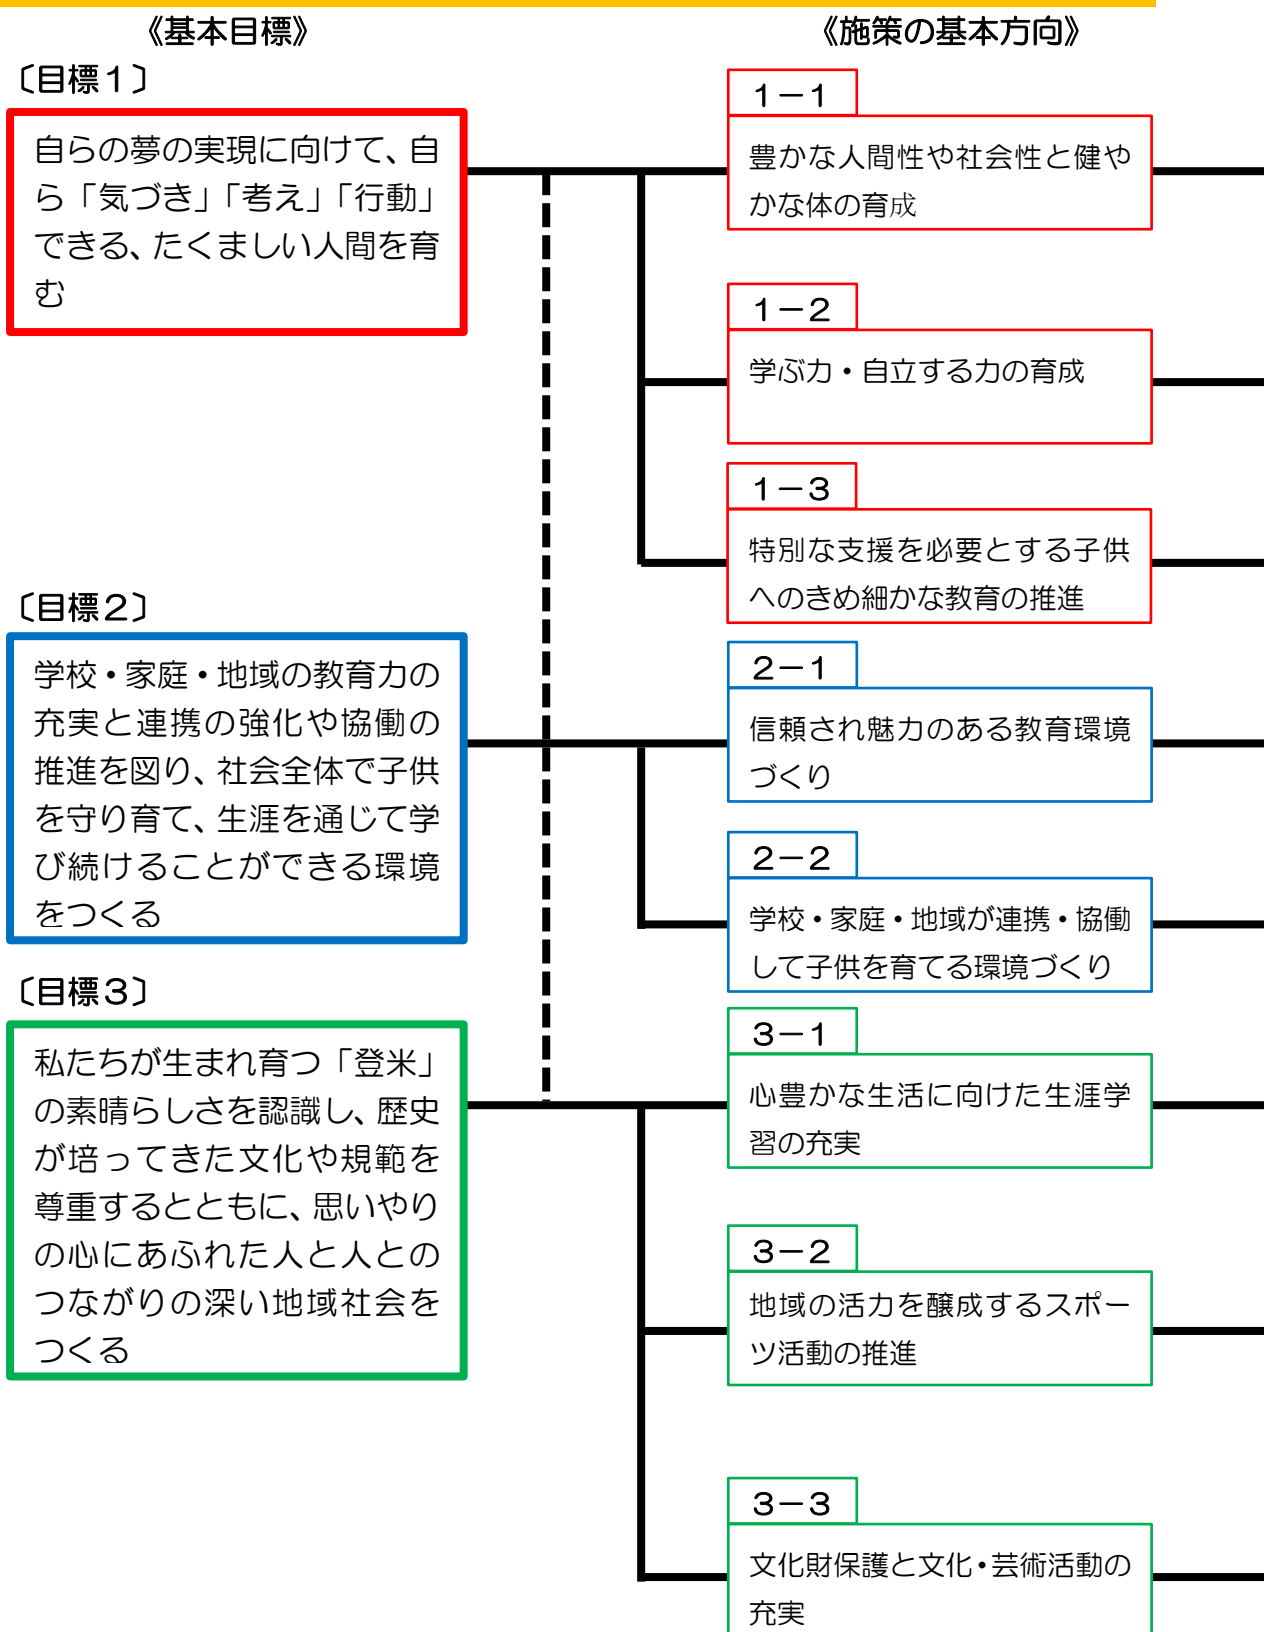 《基本目標》
〔目標１〕
自らの夢の実現に向けて、自
ら「気づき」「考え」「行動」
できる、たくましい人間を育
む
〔目標２〕
学校・家庭・地域の教育力の
充実と連携の強化や協働の
推進を図り、社会全体で子供
を守り育て、生涯を通じて学
び続けることができる環境
をつくる
〔目標３〕
私たちが生まれ育つ「登米」
の素晴らしさを認識し、歴史
が培ってきた文化や規範を
尊重するとともに、思いやり
の心にあふれた人と人との
つながりの深い地域社会を
つくる
《施策の基本方向》
１－１
豊かな人間性や社会性と健や
かな体の育成
１－２
学ぶ力・自立する力の育成
１－３
特別な支援を必要とする子供
へのきめ細かな教育の推進
２－１
信頼され魅力のある教育環境
づくり
２－２
学校・家庭・地域が連携・協働
して子供を育てる環境づくり
３－１
心豊かな生活に向けた生涯学
習の充実
３－２
地域の活力を醸成するスポー
ツ活動の推進
３－３
文化財保護と文化・芸術活動の
充実